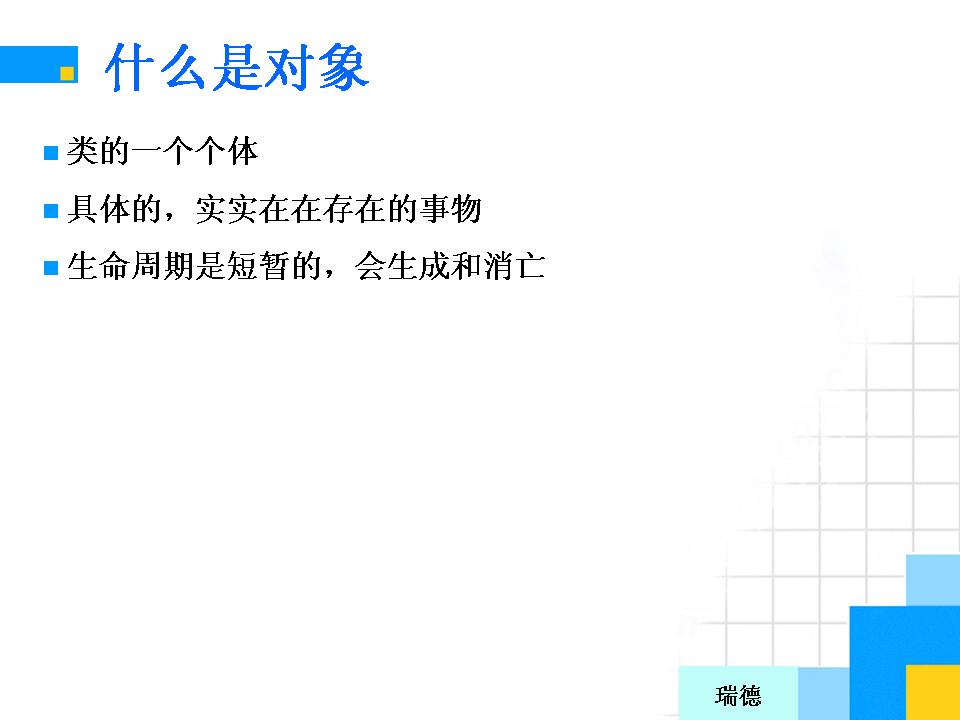 什么是对象
类的一个个体
具体的，实实在在存在的事物
生命周期是短暂的，会生成和消亡
瑞德